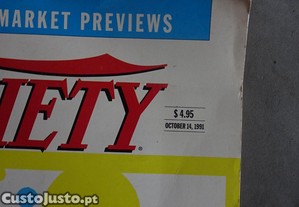 MARKET PREVIEWS
IETY
$4.95
OCTOBER 14, 1991
CustoJusto.pt